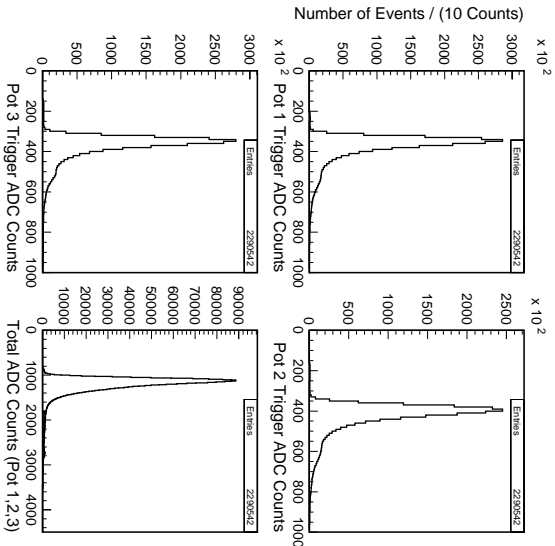 Number of Events / (10 Counts)
x 10 2
0 500 1000 1500 2000 2500 3000
Entries 2290542
0 200 400 600 800 1000
Pot 1 Trigger ADC Counts
x 10 2
0 500 1000 1500 2000 2500
Entries 2290542
0 200 400 600 800 1000
Pot 2 Trigger ADC Counts
x 10 2
0 500 1000 1500 2000 2500 3000
Entries 2290542
0 200 400 600 800 1000
Pot 3 Trigger ADC Counts
0 10000 20000 30000 40000 50000 60000 70000 80000 90000
Entries 2290542
0 1000 2000 3000 4000
Total ADC Counts (Pot 1,2,3)